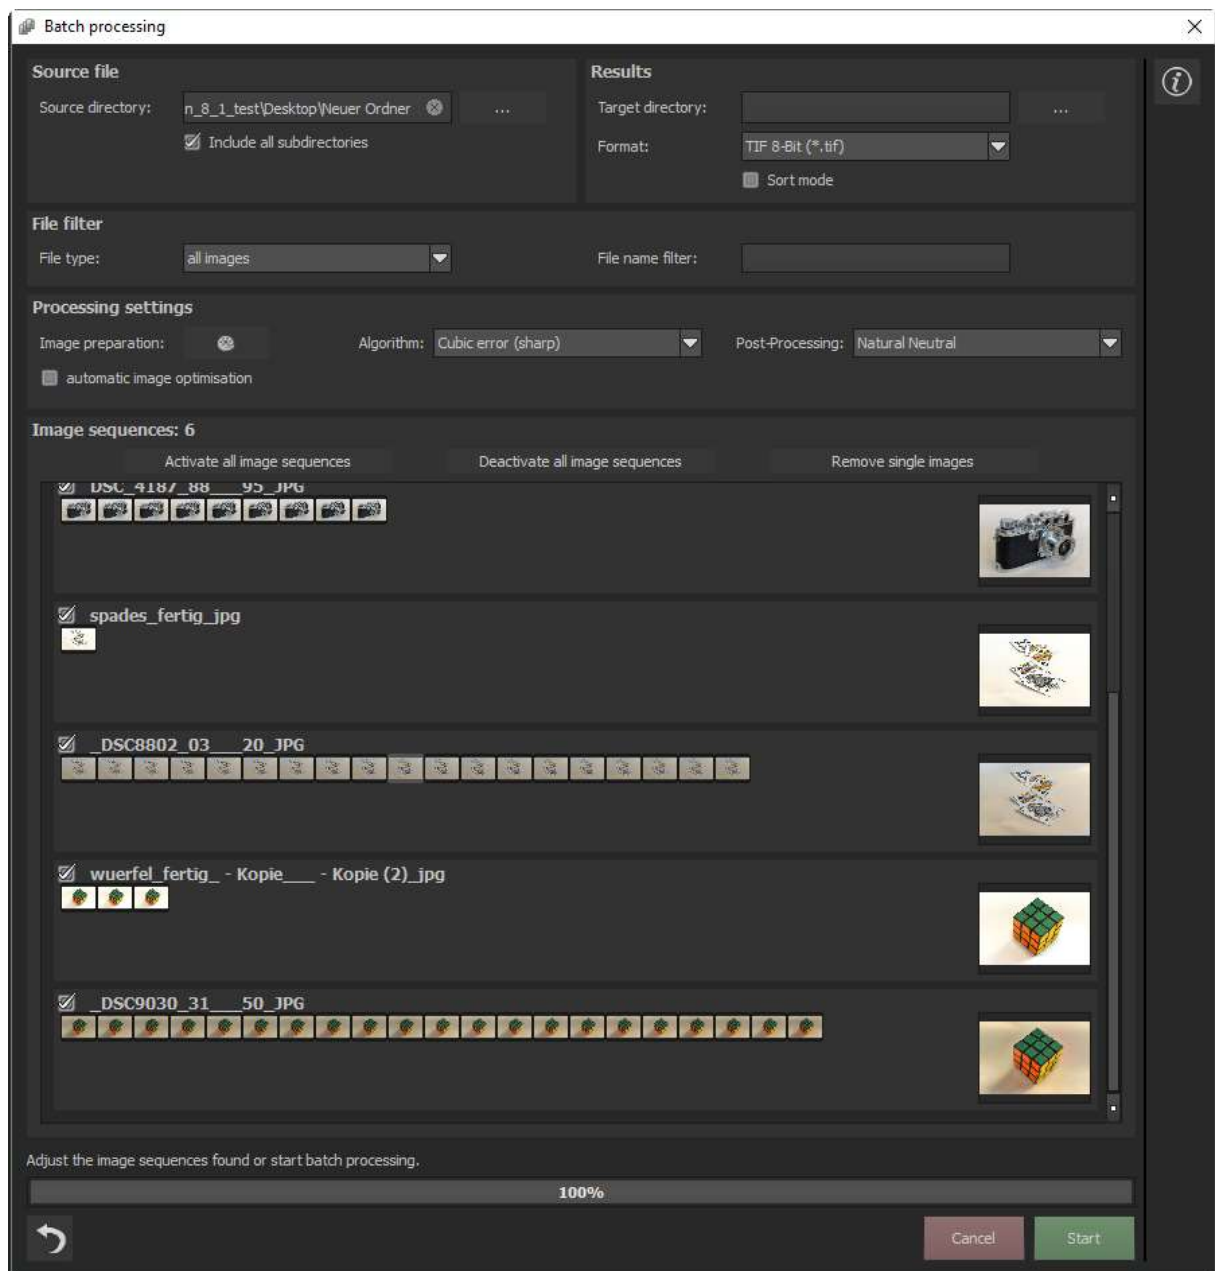 Batch processing
Source file
Source directory: n_8_1_test\Desktop\Neuer Ordner ...
Include all subdirectories
Results
Target directory: ...
Format: TIF 8-Bit (*.tif)
Sort mode
File filter
File type: all images
File name filter:
Processing settings
Image preparation: Algorithm: Cubic error (sharp) Post-Processing: Natural Neutral
automatic image optimisation
Image sequences: 6
Activate all image sequences Deactivate all image sequences Remove single images
DSC_4187_88___95_JPG
spades_fertig_jpg
_DSC8802_03___20_JPG
wuerfel_fertig_ - Kopie___ - Kopie (2)_jpg
_DSC9030_31___50_JPG
Adjust the image sequences found or start batch processing.
100%
Cancel Start